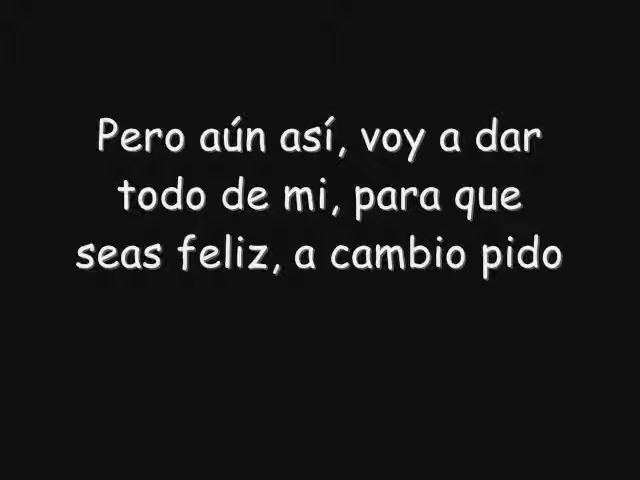 Pero aún así, voy a dar
todo de mi, para que
seas feliz, a cambio pido